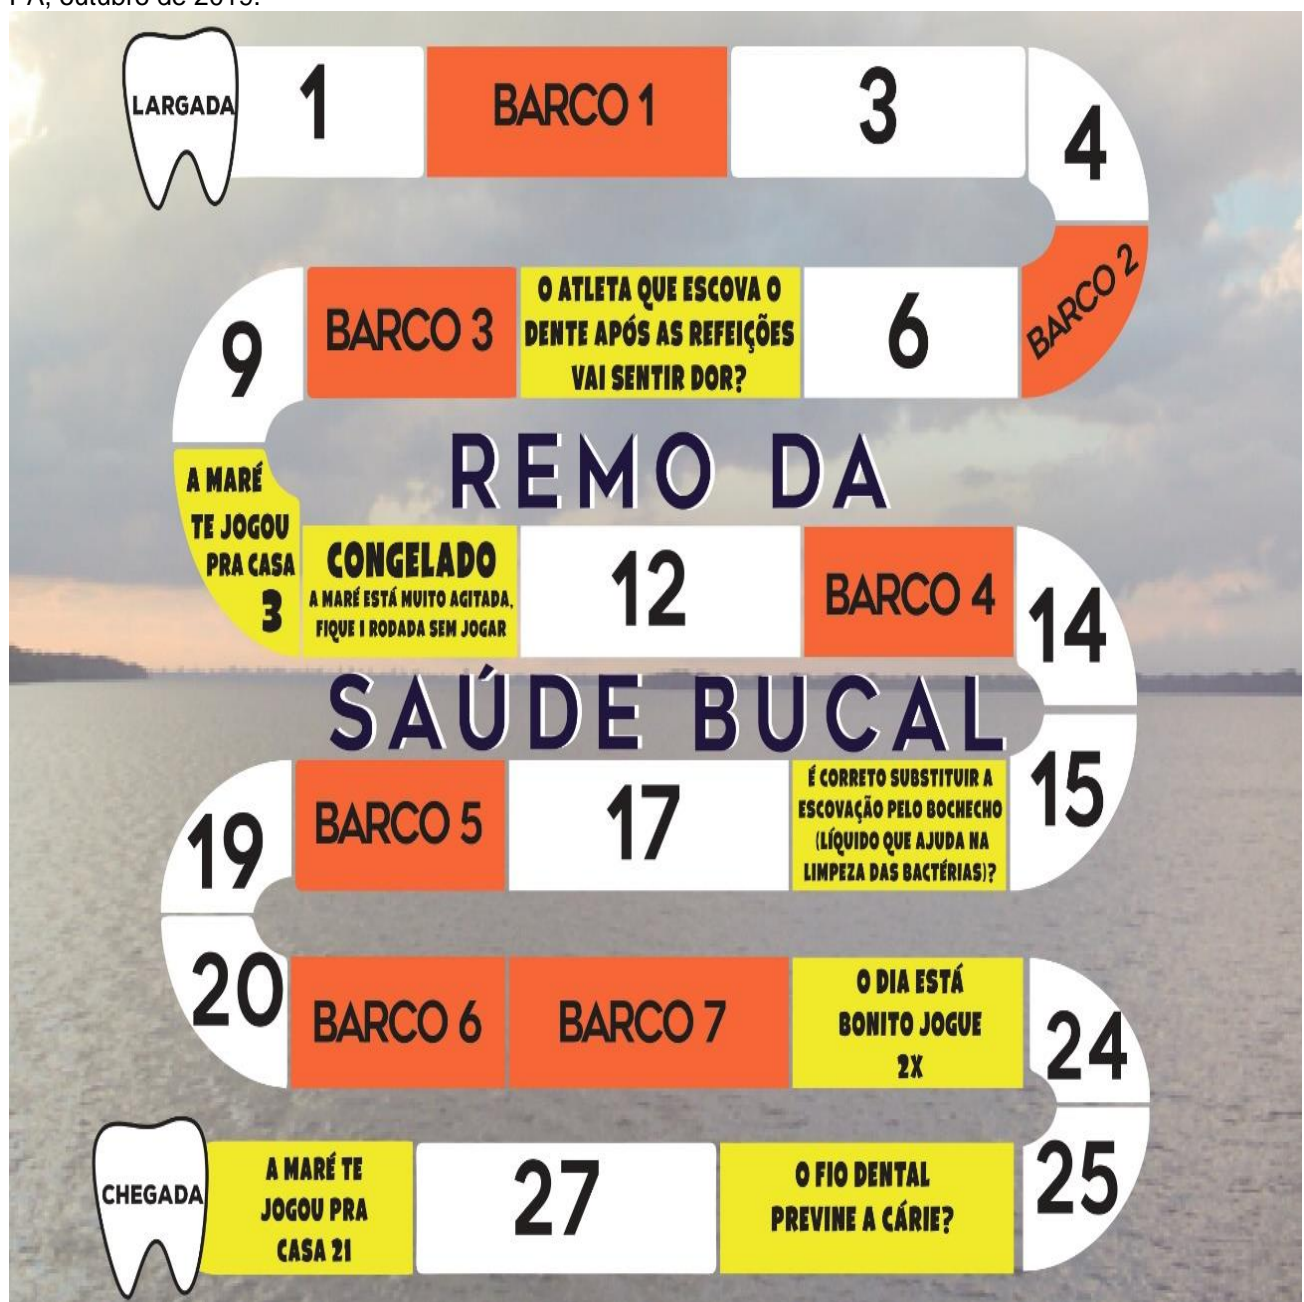 PA, outubro de 2019.
LARGADA
1
BARCO 1
3
4
BARCO 2
6
O ATLETA QUE ESCOVA O
DENTE APÓS AS REFEIÇÕES
VAI SENTIR DOR?
BARCO 3
9
REMO DA
A MARÉ
TE JOGOU
PRA CASA
3
CONGELADO
A MARÉ ESTÁ MUITO AGITADA,
FIQUE 1 RODADA SEM JOGAR
12
BARCO 4
14
SAÚDE BUCAL
15
É CORRETO SUBSTITUIR A
ESCOVAÇÃO PELO BOCHECHO
(LÍQUIDO QUE AJUDA NA
LIMPEZA DAS BACTÉRIAS)?
17
BARCO 5
19
20
BARCO 6
BARCO 7
O DIA ESTÁ
BONITO JOGUE
2X
24
25
O FIO DENTAL
PREVINE A CÁRIE?
27
A MARÉ TE
JOGOU PRA
CASA 21
CHEGADA